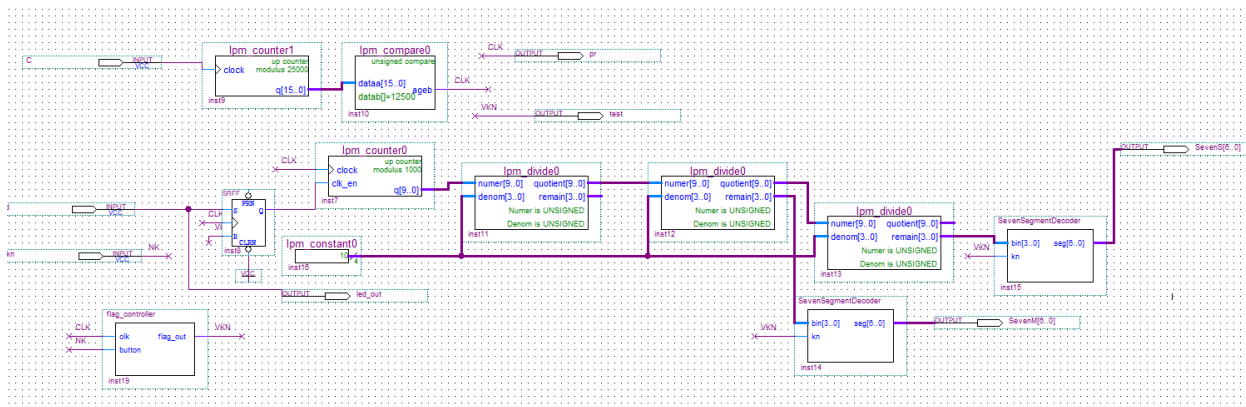 lpm_counter1
up counter
modulus 25000
clock
q[15..0]
inst9
lpm_compare0
unsigned compare
dataa[15..0]
datab[]=12500
ageb
inst10
C
INPUT
VCC
CLK
CLK
OUTPUT
pr
VKN
OUTPUT
test
CLK
lpm_counter0
up counter
modulus 1000
clock
clk_en
q[9..0]
inst7
lpm_divide0
numer[9..0]
quotient[9..0]
denom[3..0]
remain[3..0]
Numer is UNSIGNED
Denom is UNSIGNED
inst11
lpm_divide0
numer[9..0]
quotient[9..0]
denom[3..0]
remain[3..0]
Numer is UNSIGNED
Denom is UNSIGNED
inst12
lpm_divide0
numer[9..0]
quotient[9..0]
denom[3..0]
remain[3..0]
Numer is UNSIGNED
Denom is UNSIGNED
inst13
OUTPUT
SevenS[6..0]
SevenSegmentDecoder
bin[3..0]
seg[6..0]
kn
inst15
VKN
INPUT
VCC
SRFF
PRN
S
Q
R
CLRN
inst8
VCC
kn
INPUT
VCC
NK
lpm_constant0
10
4
inst16
OUTPUT
led_out
SevenSegmentDecoder
bin[3..0]
seg[6..0]
kn
inst14
VKN
OUTPUT
SevenM[6..0]
flag_controller
CLK
clk
flag_out
VKN
NK
button
inst19